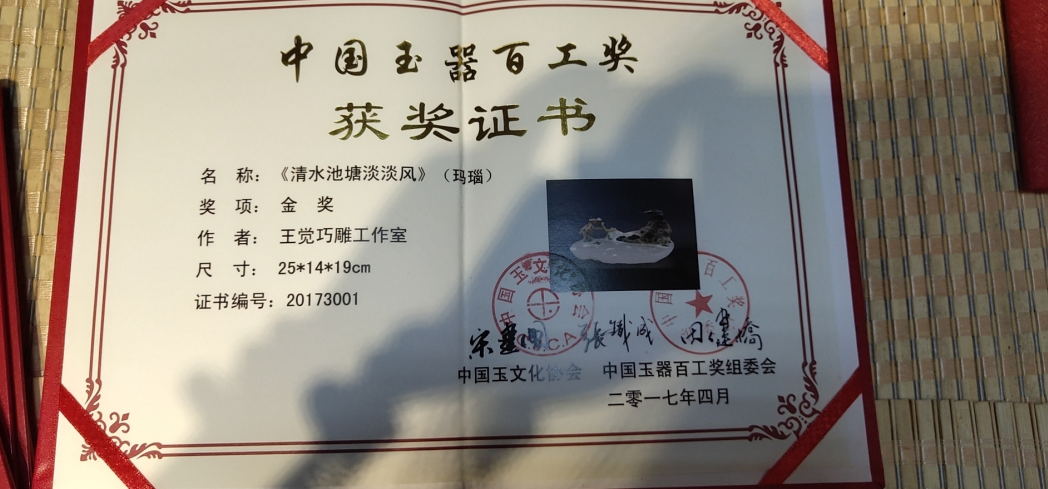 中国玉器百工奖
获奖证书
名 称：《清水池塘淡淡风》（玛瑙）
奖 项： 金 奖
作 者： 王觉巧雕工作室
尺 寸： 25*14*19cm
证书编号：20173001
中国玉文化协会 中国玉器百工奖组委会
二零一七年四月